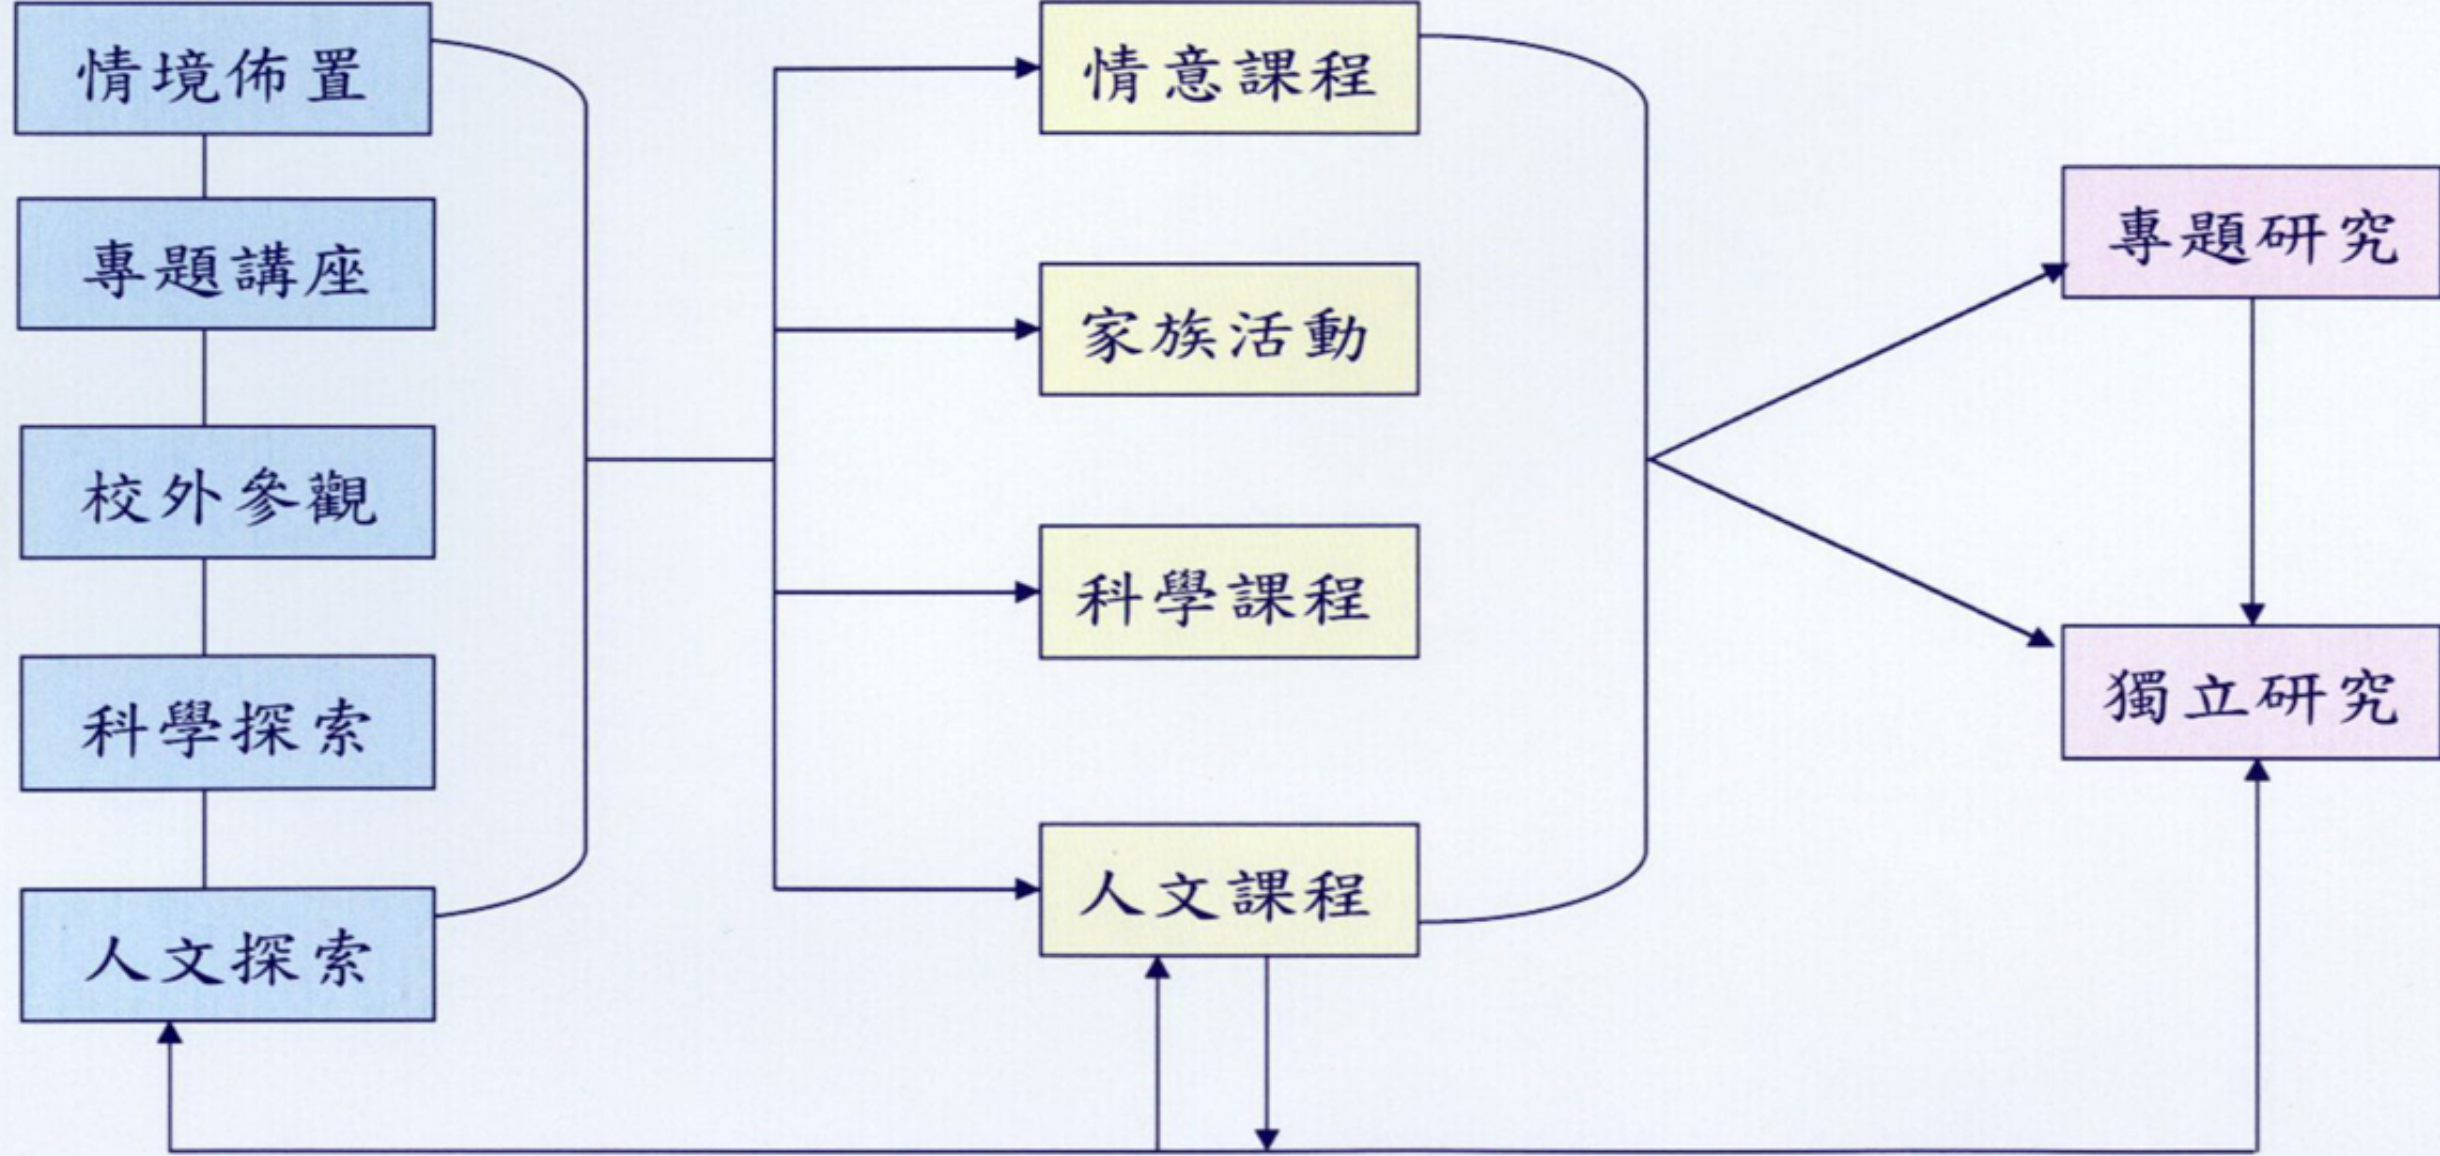 情境佈置
專題講座
校外參觀
科學探索
人文探索
情意課程
家族活動
科學課程
人文課程
專題研究
獨立研究